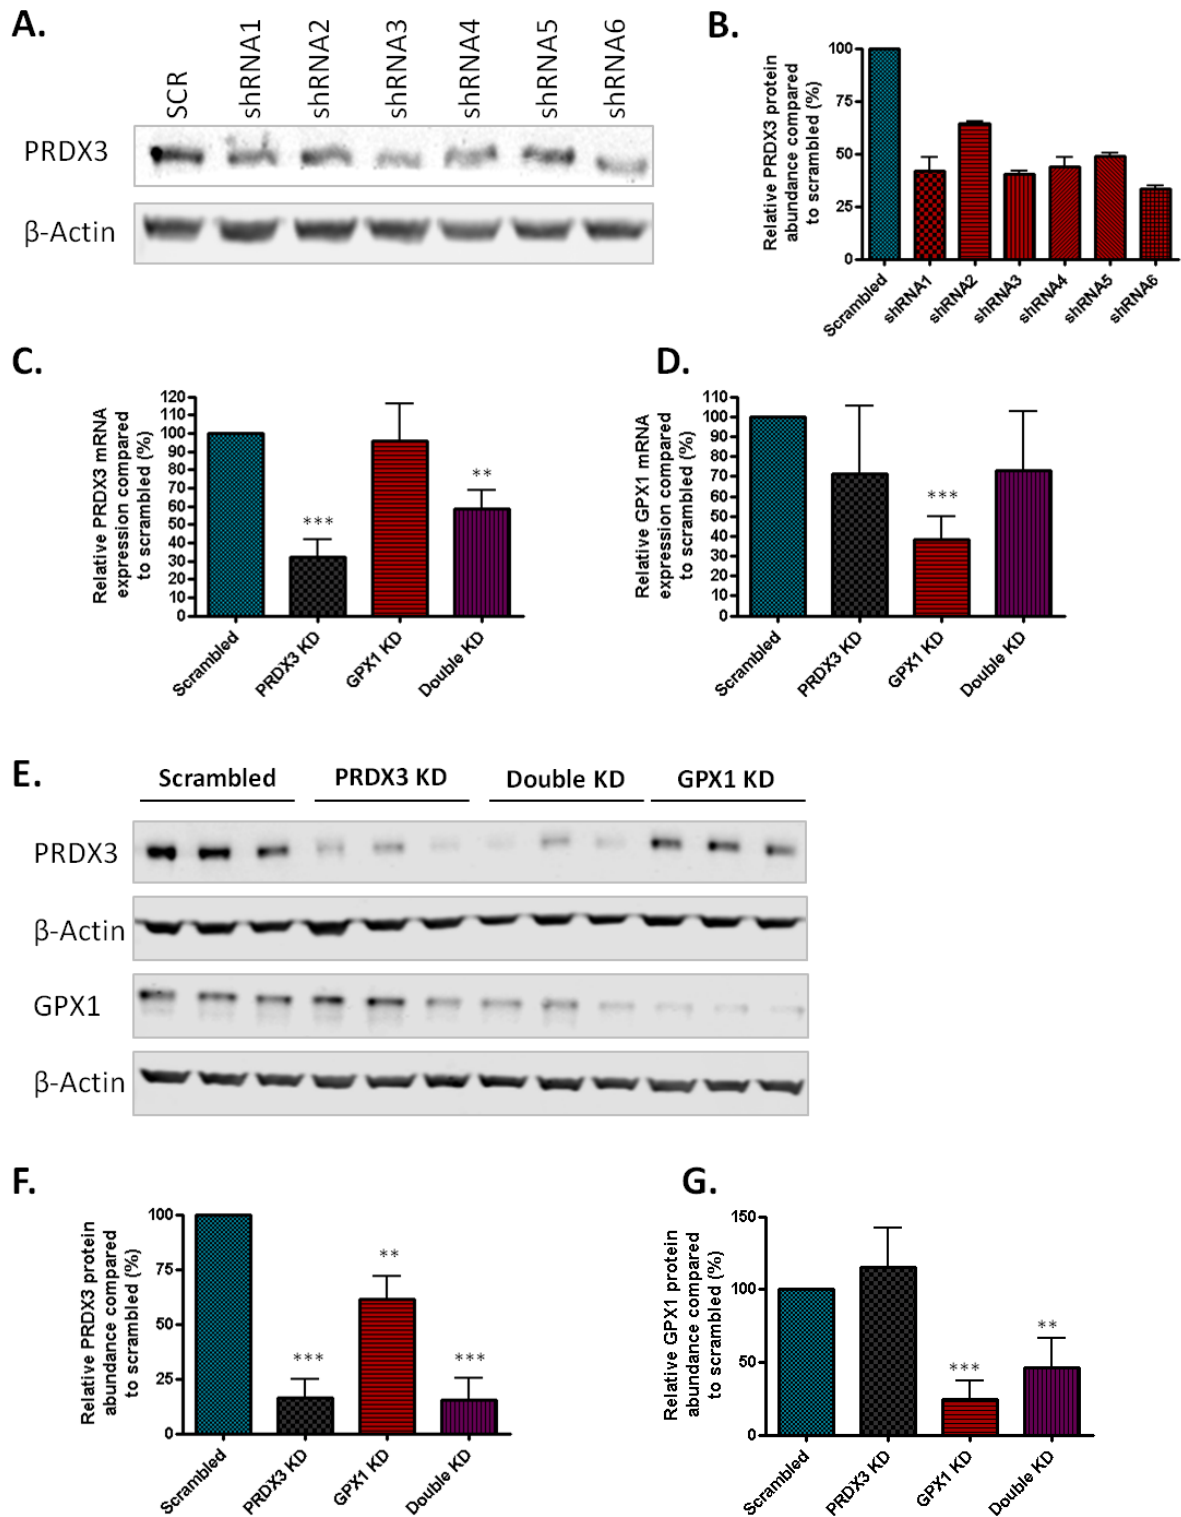 A.
SCR
shRNA1
shRNA2
shRNA3
shRNA4
shRNA5
shRNA6
PRDX3
β-Actin
B.
Relative PRDX3 protein
abundance compared
to scrambled (%)
100
75
50
25
0
Scrambled
shRNA1
shRNA2
shRNA3
shRNA4
shRNA5
shRNA6
C.
Relative PRDX3 mRNA
expression compared
to scrambled (%)
120
110
100
90
80
70
60
50
40
30
20
10
0
***
**
Scrambled
PRDX3 KD
GPX1 KD
Double KD
D.
Relative GPX1 mRNA
expression compared
to scrambled (%)
110
100
90
80
70
60
50
40
30
20
10
0
***
Scrambled
PRDX3 KD
GPX1 KD
Double KD
E.
Scrambled
PRDX3 KD
Double KD
GPX1 KD
PRDX3
β-Actin
GPX1
β-Actin
F.
Relative PRDX3 protein
abundance compared
to scrambled (%)
100
75
50
25
0
***
**
***
Scrambled
PRDX3 KD
GPX1 KD
Double KD
G.
Relative GPX1 protein
abundance compared
to scrambled (%)
150
100
50
0
***
**
Scrambled
PRDX3 KD
GPX1 KD
Double KD